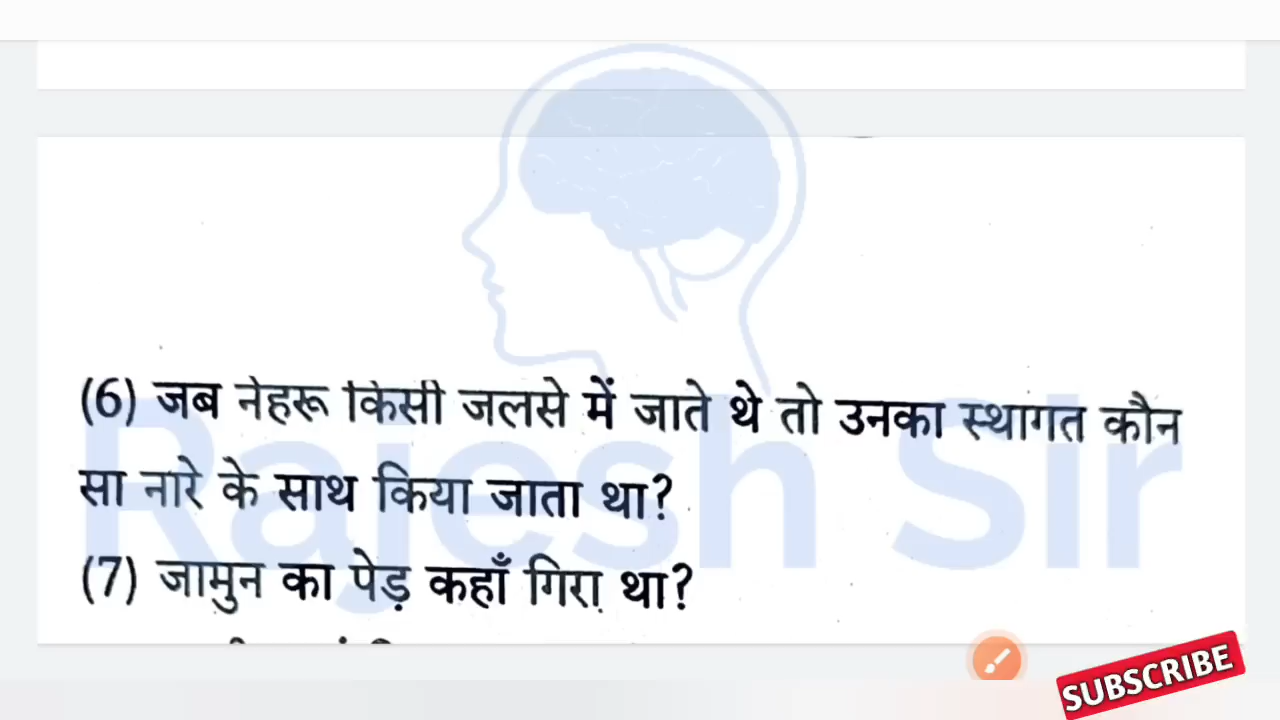 (6) जब नेहरू किसी जलसे में जाते थे तो उनका स्थागत कौन
सा नारे के साथ किया जाता था?
(7) जामुन का पेड़ कहाँ गिरा था?
Rajesh Sir
SUBSCRIBE